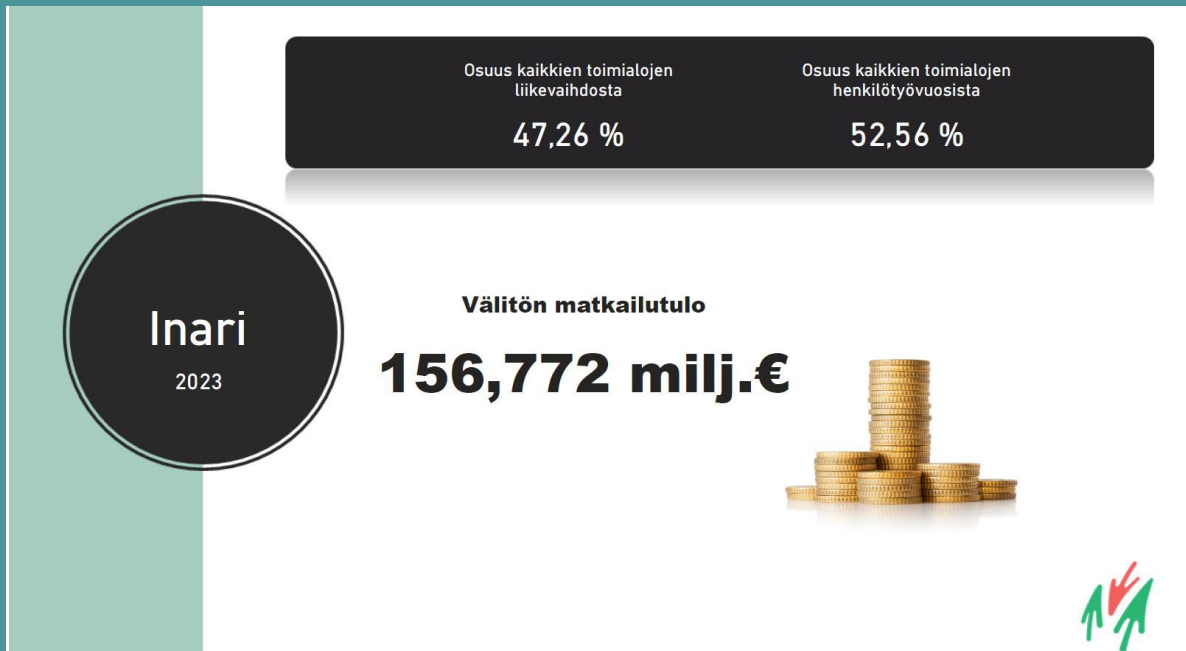 Osuus kaikkien toimialojen
liikevaihdosta
47,26 %
Osuus kaikkien toimialojen
henkilötyövuosista
52,56 %
Inari
2023
Välitön matkailutulo
156,772 milj.€